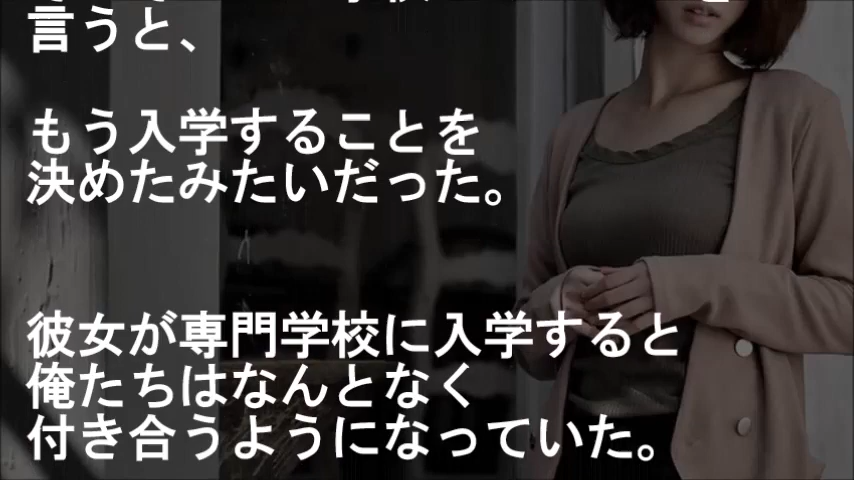 言うと、
もう入学することを
決めたみたいだった。
彼女が専門学校に入学すると
俺たちはなんとなく
付き合うようになっていた。